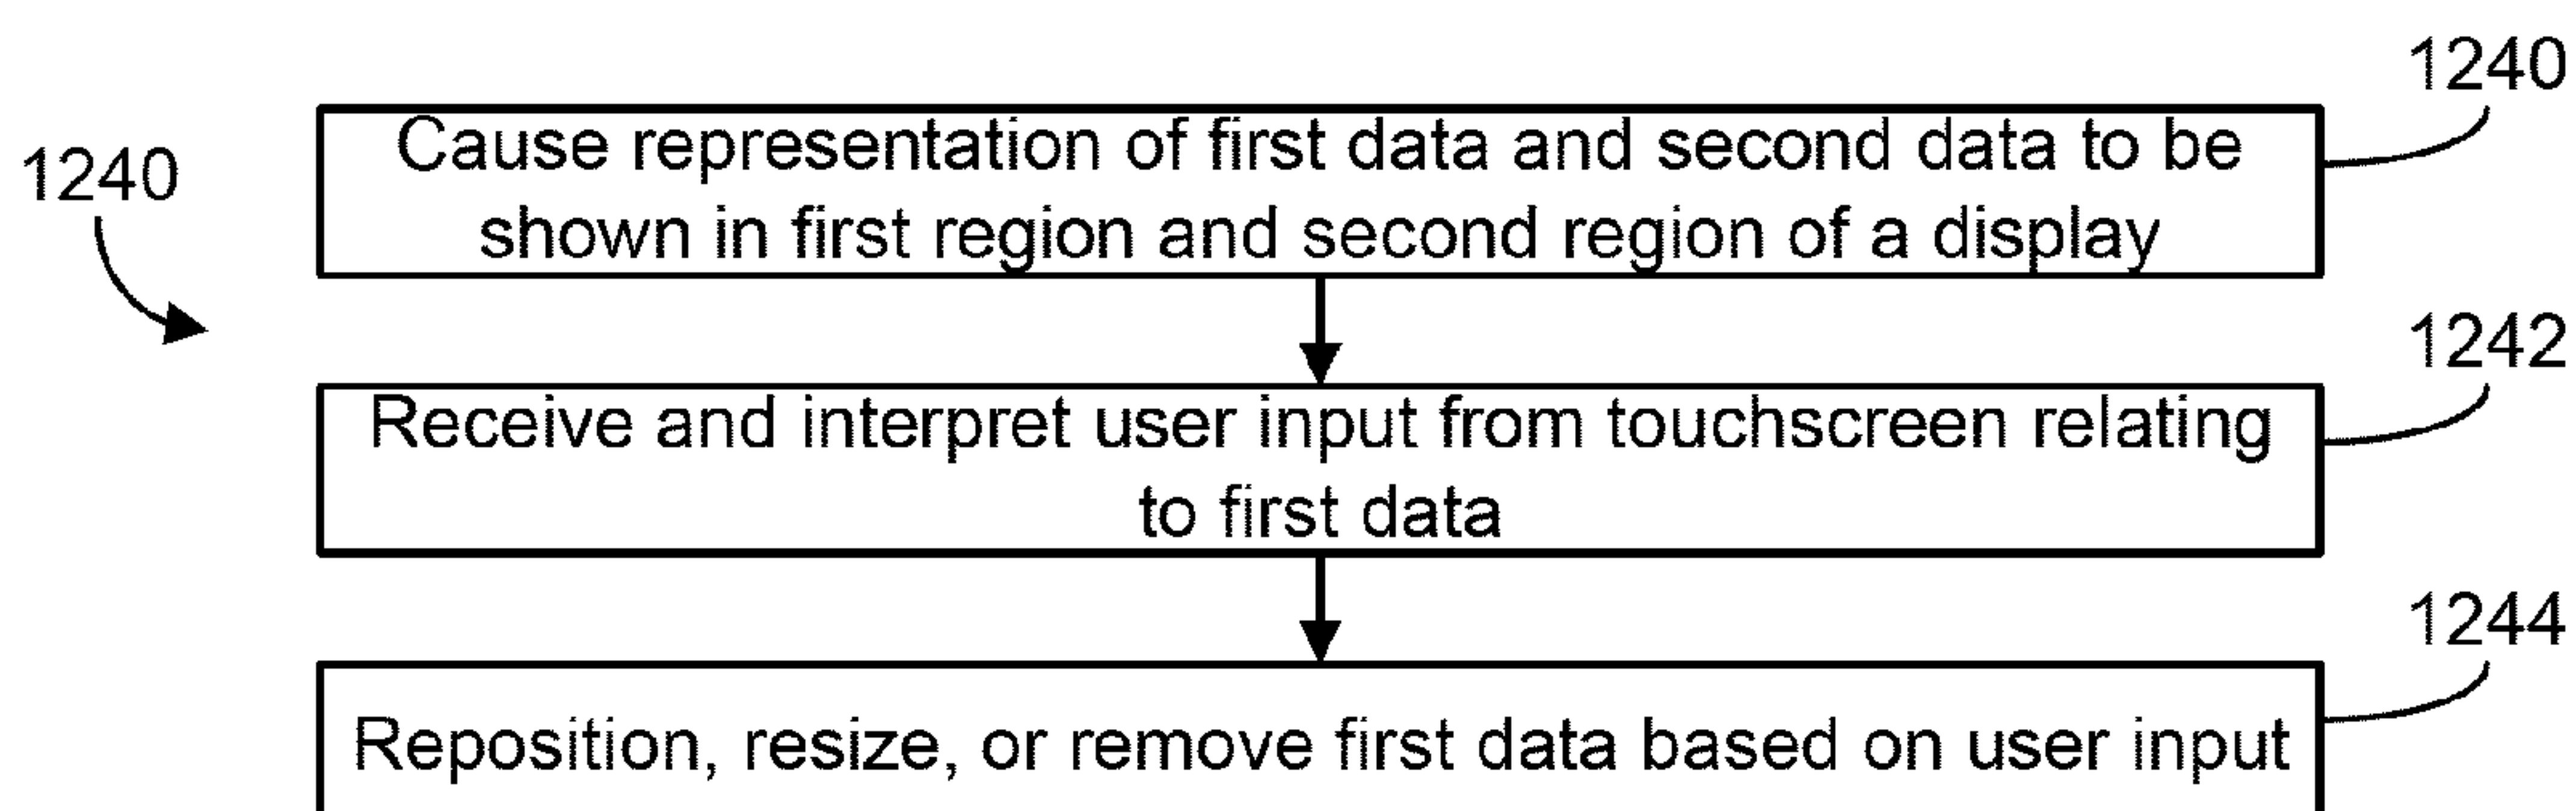 1240
Cause representation of first data and second data to be
shown in first region and second region of a display
1240
1242
Receive and interpret user input from touchscreen relating
to first data
1244
Reposition, resize, or remove first data based on user input